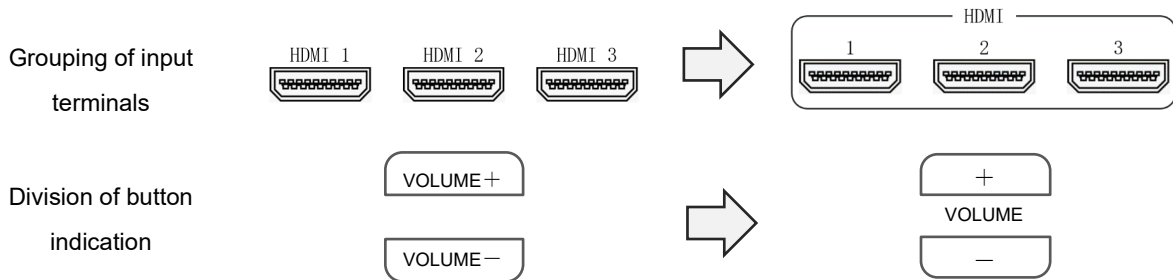 Grouping of input
terminals
HDMI 1 HDMI 2 HDMI 3
HDMI
1 2 3
Division of button
indication
VOLUME＋
VOLUME－
＋
VOLUME
－